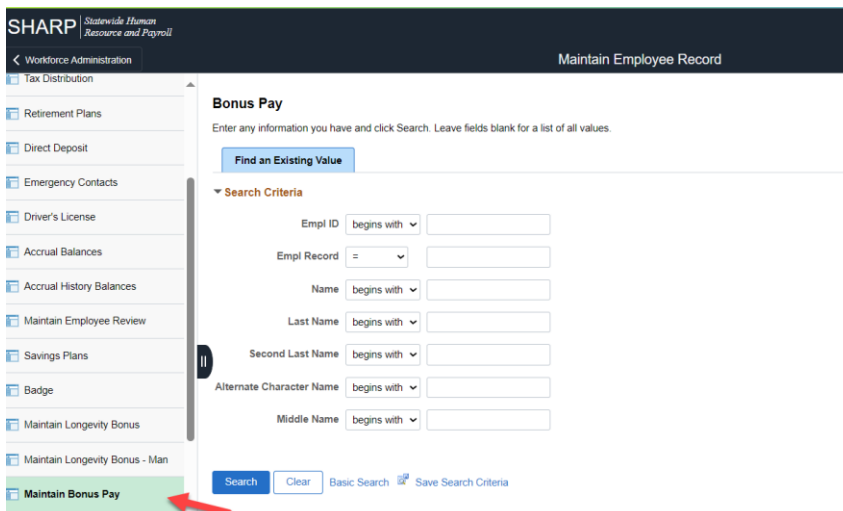 SHARP Statewide Human
Resource and Payroll
Workforce Administration
Maintain Employee Record
Tax Distribution
Retirement Plans
Direct Deposit
Emergency Contacts
Driver's License
Accrual Balances
Accrual History Balances
Maintain Employee Review
Savings Plans
Badge
Maintain Longevity Bonus
Maintain Longevity Bonus - Man
Maintain Bonus Pay
Bonus Pay
Enter any information you have and click Search. Leave fields blank for a list of all values.
Find an Existing Value
Search Criteria
Empl ID begins with
Empl Record =
Name begins with
Last Name begins with
Second Last Name begins with
Alternate Character Name begins with
Middle Name begins with
Search Clear Basic Search Save Search Criteria